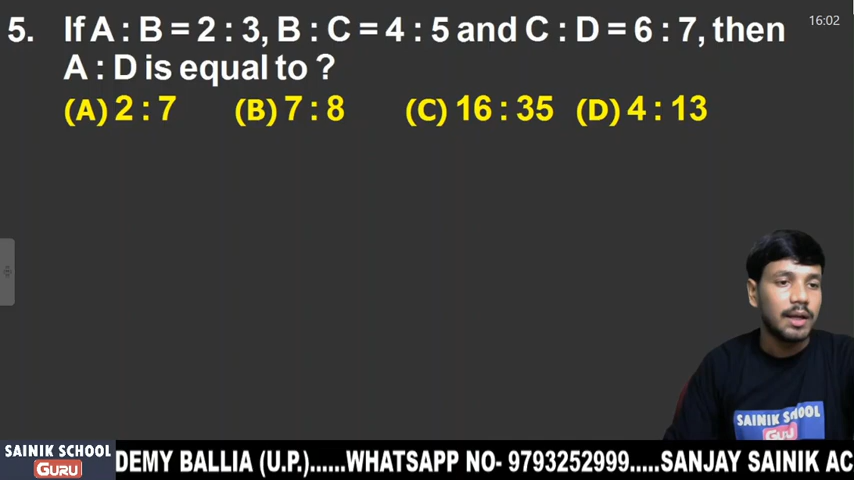 16:02
5. If A : B = 2 : 3, B : C = 4 : 5 and C : D = 6 : 7, then
A : D is equal to ?
(A) 2 : 7 (B) 7 : 8 (C) 16 : 35 (D) 4 : 13
SAINIK SCHOOL
GURU
SAINIK SCHOOL
GURU
DEMY BALLIA (U.P.)......WHATSAPP NO- 9793252999.....SANJAY SAINIK AC